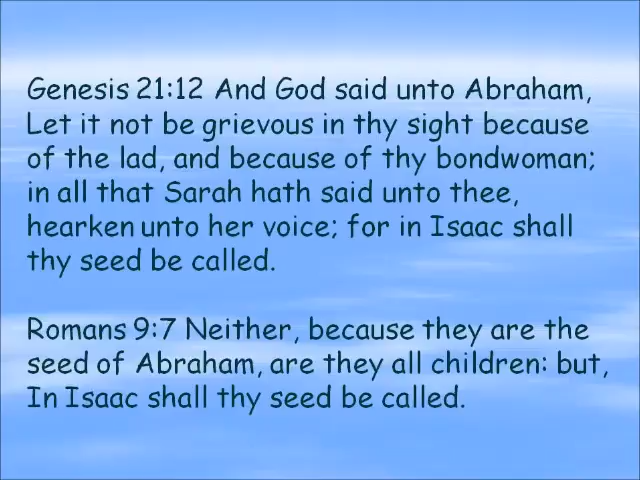 Genesis 21:12 And God said unto Abraham,
Let it not be grievous in thy sight because
of the lad, and because of thy bondwoman;
in all that Sarah hath said unto thee,
hearken unto her voice; for in Isaac shall
thy seed be called.
Romans 9:7 Neither, because they are the
seed of Abraham, are they all children: but,
In Isaac shall thy seed be called.